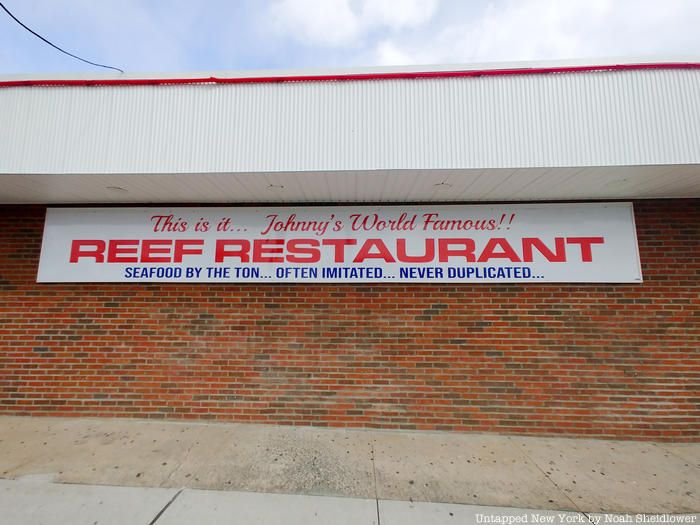 This is it... Johnny's World Famous!!
REEF RESTAURANT
SEAFOOD BY THE TON... OFTEN IMITATED... NEVER DUPLICATED...
Untapped New York by Noah Sheidlower